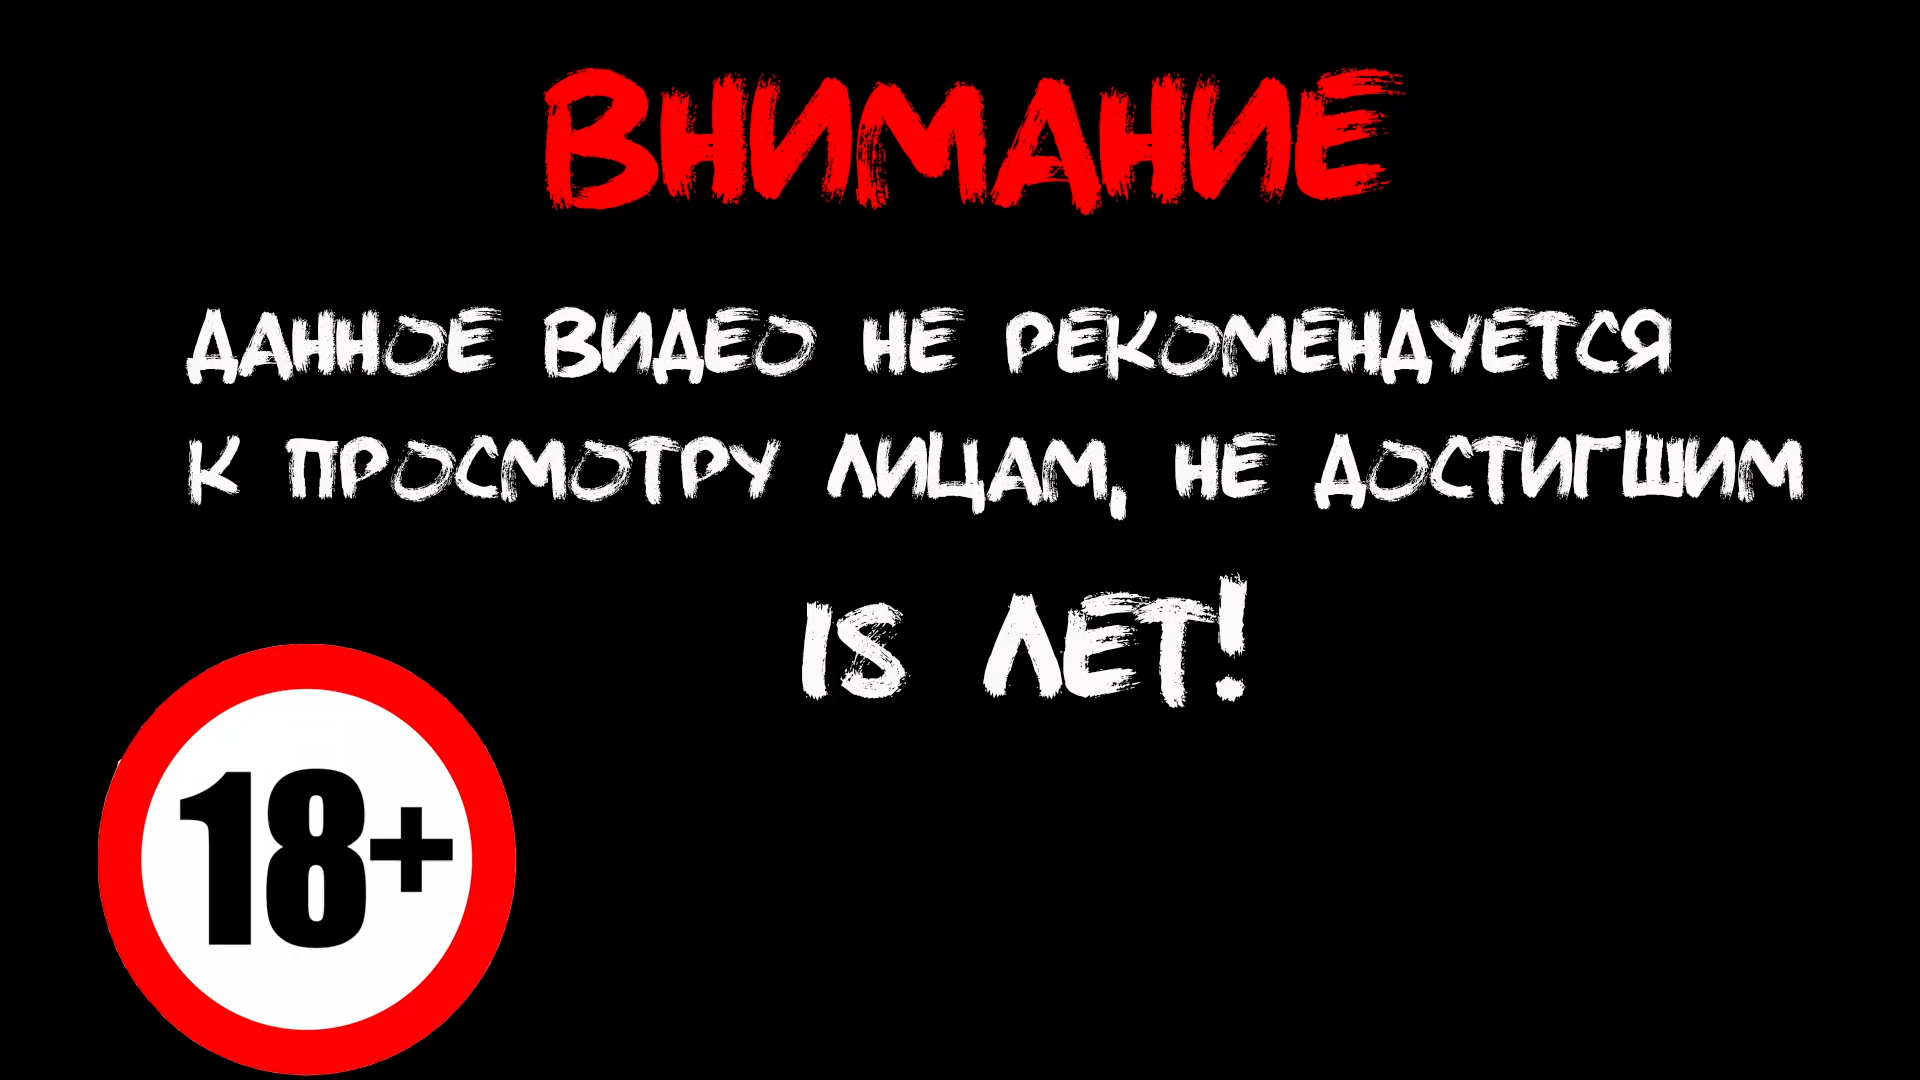 ВНИМАНИЕ
ДАННОЕ ВИДЕО НЕ РЕКОМЕНДУЕТСЯ
К ПРОСМОТРУ ЛИЦАМ, НЕ ДОСТИГШИМ
18 ЛЕТ!
18+